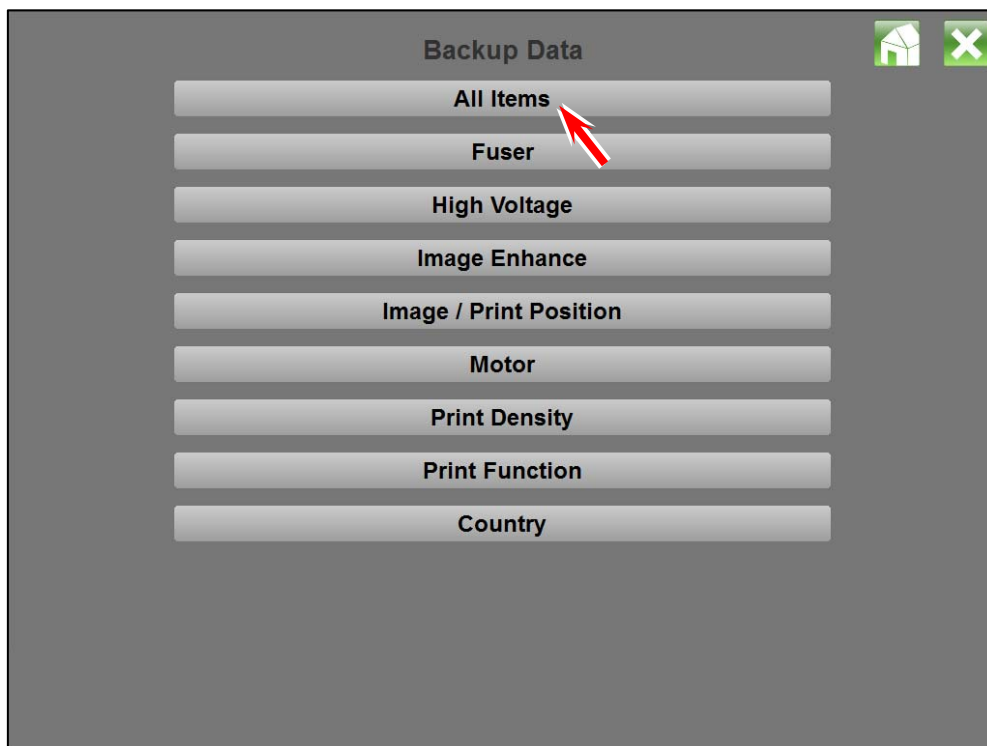 Backup Data
All Items
Fuser
High Voltage
Image Enhance
Image / Print Position
Motor
Print Density
Print Function
Country